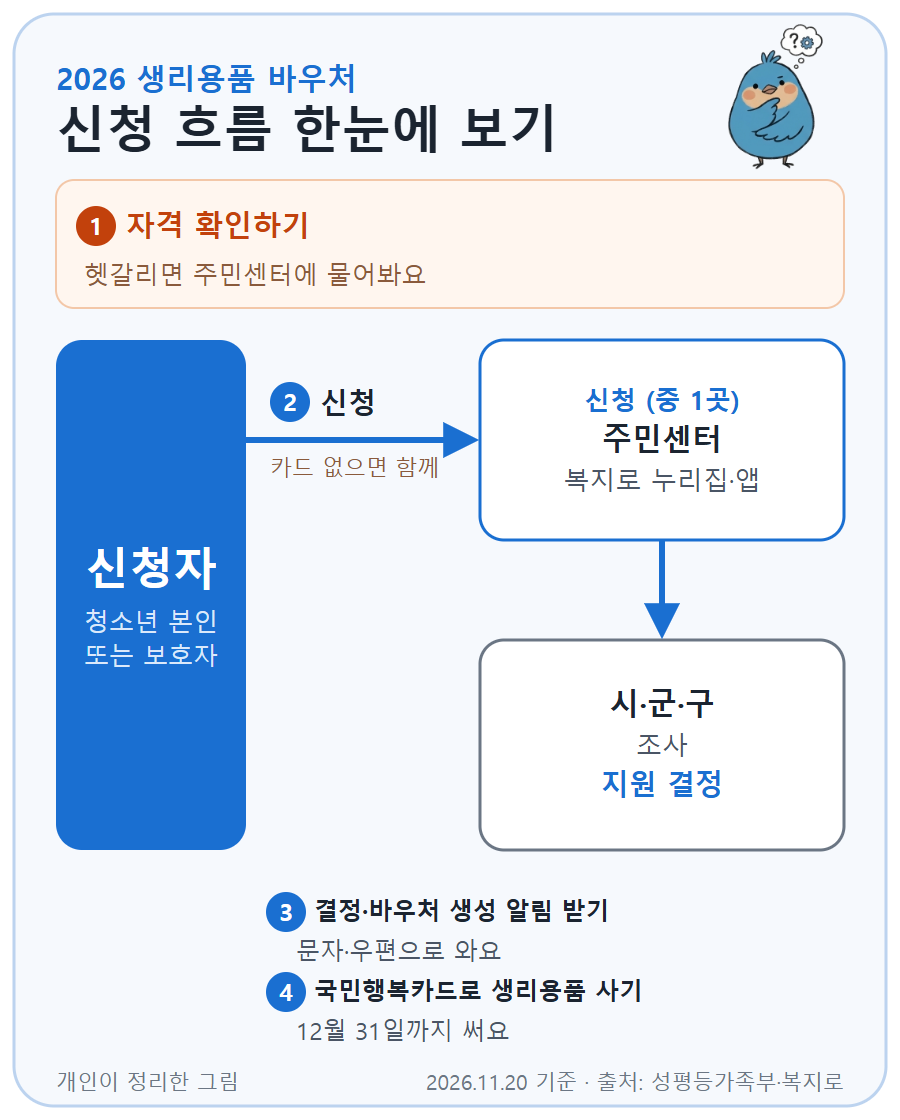 2026 생리용품 바우처
신청 흐름 한눈에 보기
?
1 자격 확인하기
헷갈리면 주민센터에 물어봐요
2 신청
카드 없으면 함께
신청 (중 1곳)
주민센터
복지로 누리집·앱
신청자
청소년 본인
또는 보호자
시·군·구
조사
지원 결정
3 결정·바우처 생성 알림 받기
문자·우편으로 와요
4 국민행복카드로 생리용품 사기
12월 31일까지 써요
개인이 정리한 그림
2026.11.20 기준 · 출처: 성평등가족부·복지로